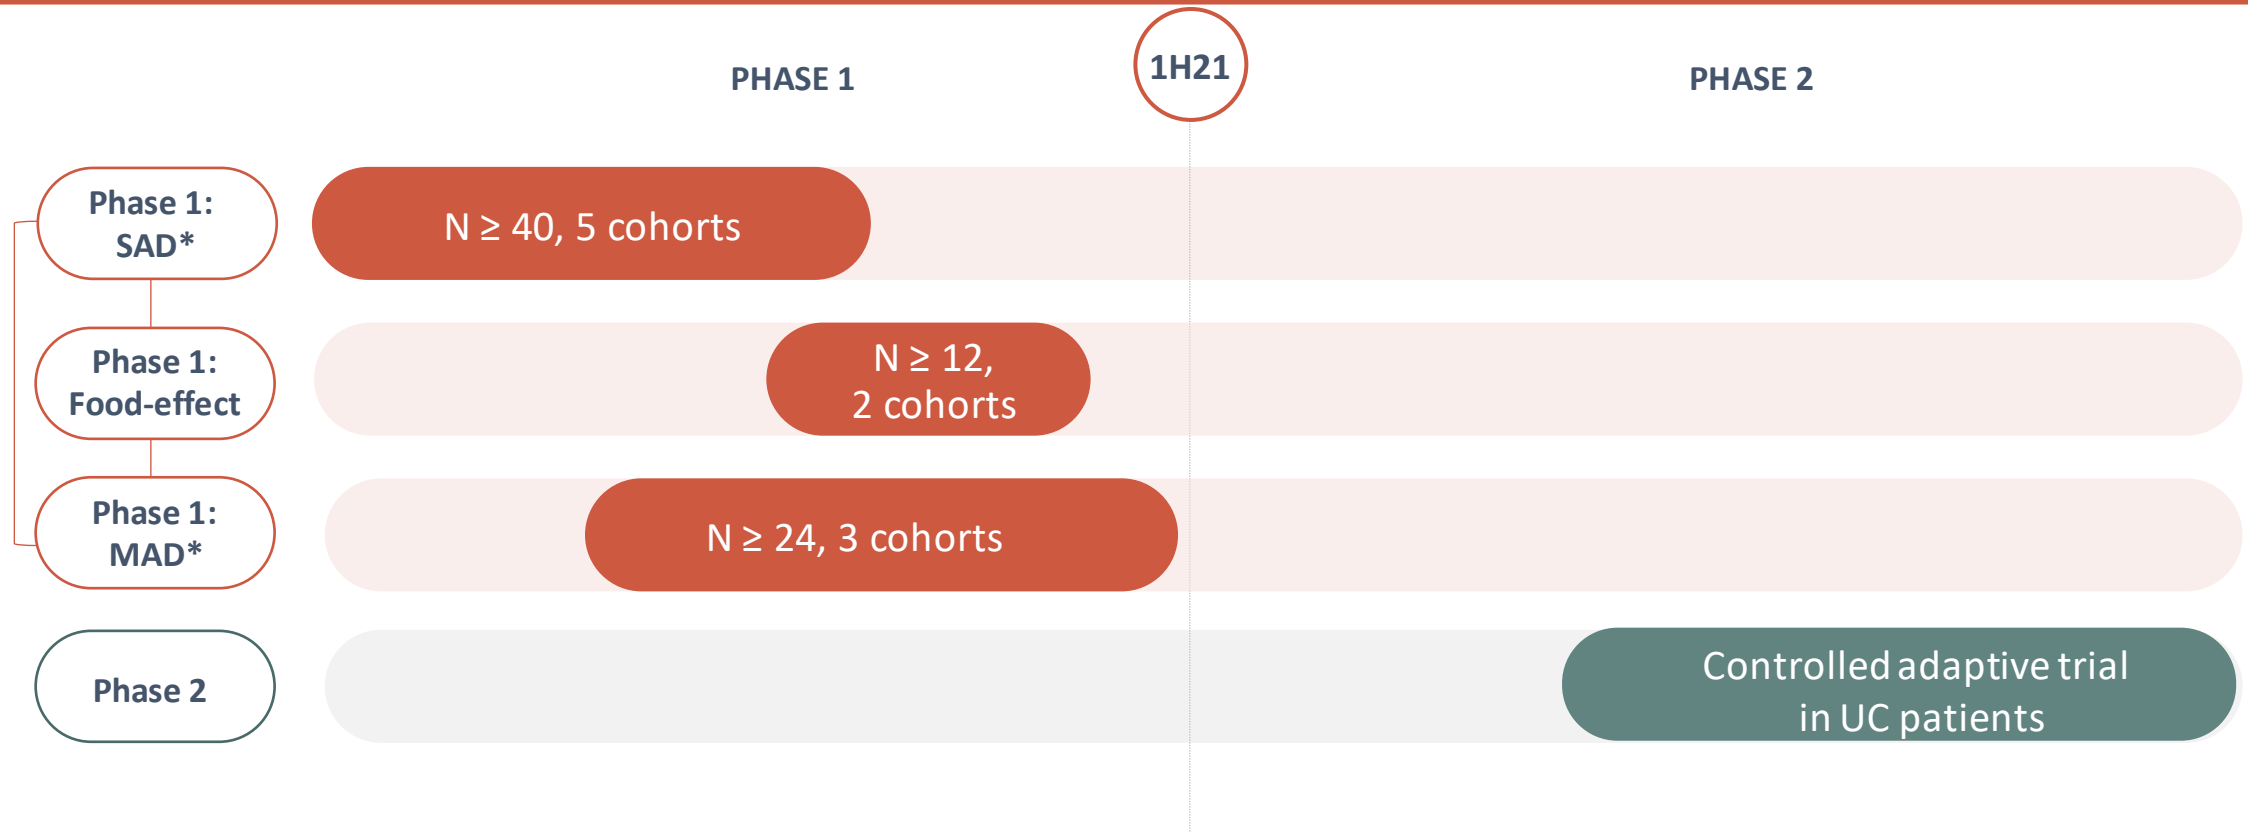 PHASE 1
1H21
PHASE 2
Phase 1:
SAD*
N ≥ 40, 5 cohorts
Phase 1:
Food-effect
N ≥ 12,
2 cohorts
Phase 1:
MAD*
N ≥ 24, 3 cohorts
Phase 2
Controlled adaptive trial
in UC patients